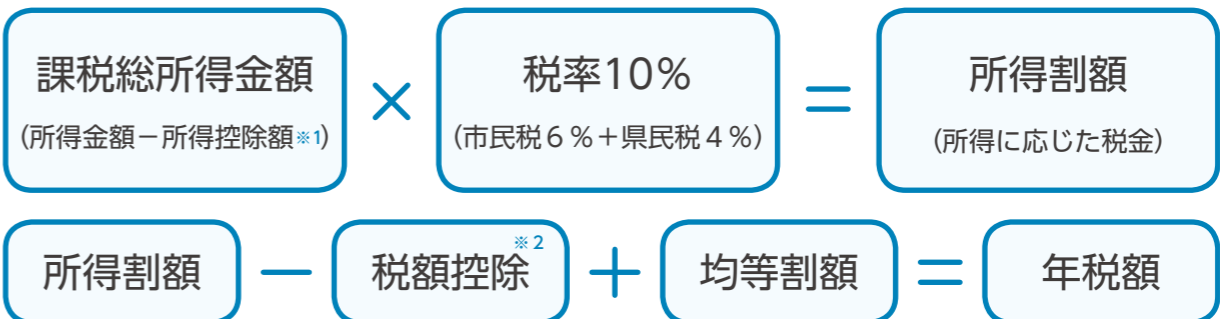 課税総所得金額 × 税率10% = 所得割額
(所得金額－所得控除額※1) (市民税6%＋県民税4%) (所得に応じた税金)
所得割額 − 税額控除※2 ＋ 均等割額 = 年税額